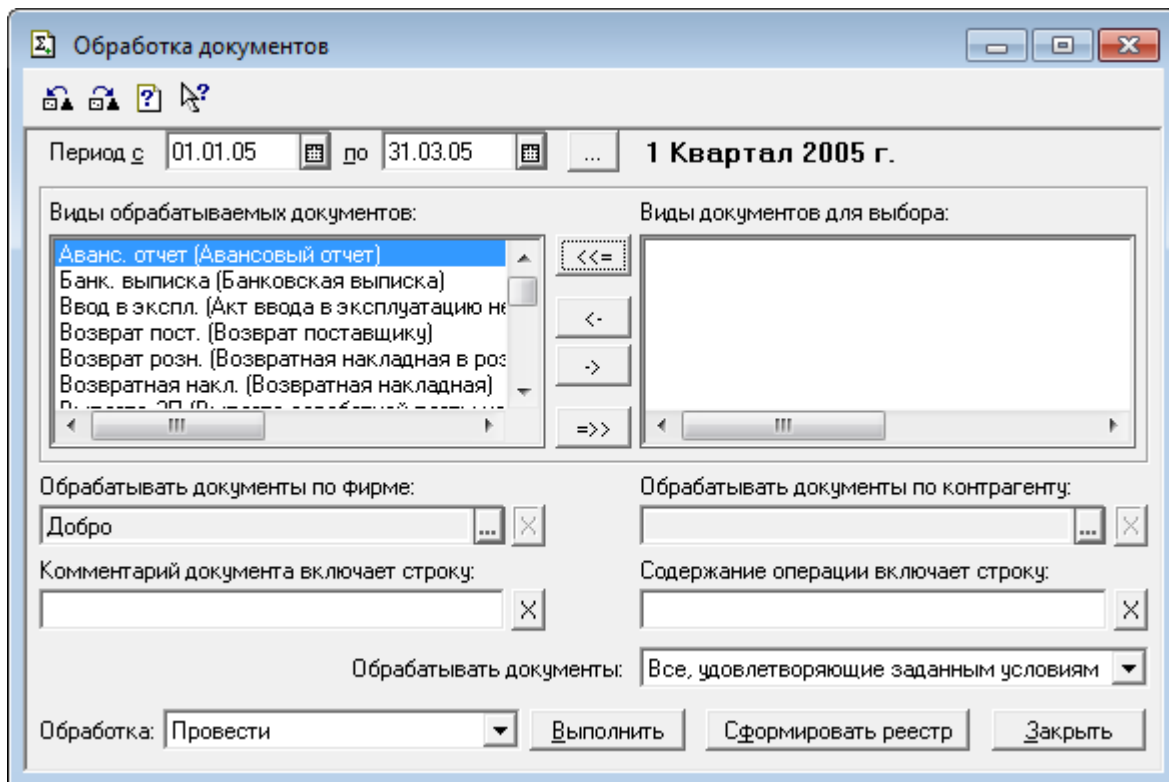 Обработка документов
Период с 01.01.05 по 31.03.05 ... 1 Квартал 2005 г.
Виды обрабатываемых документов: Виды документов для выбора:
Аванс. отчет (Авансовый отчет)
Банк. выписка (Банковская выписка)
Ввод в экспл. (Акт ввода в эксплуатацию не
Возврат пост. (Возврат поставщику)
Возврат розн. (Возвратная накладная в роз
Возвратная накл. (Возвратная накладная)
<<=
<-
->
=>>
Обрабатывать документы по фирме: Обрабатывать документы по контрагенту:
Добро ... X ... X
Комментарий документа включает строку: Содержание операции включает строку:
X X
Обрабатывать документы: Все, удовлетворяющие заданным условиям
Обработка: Провести Выполнить Сформировать реестр Закрыть